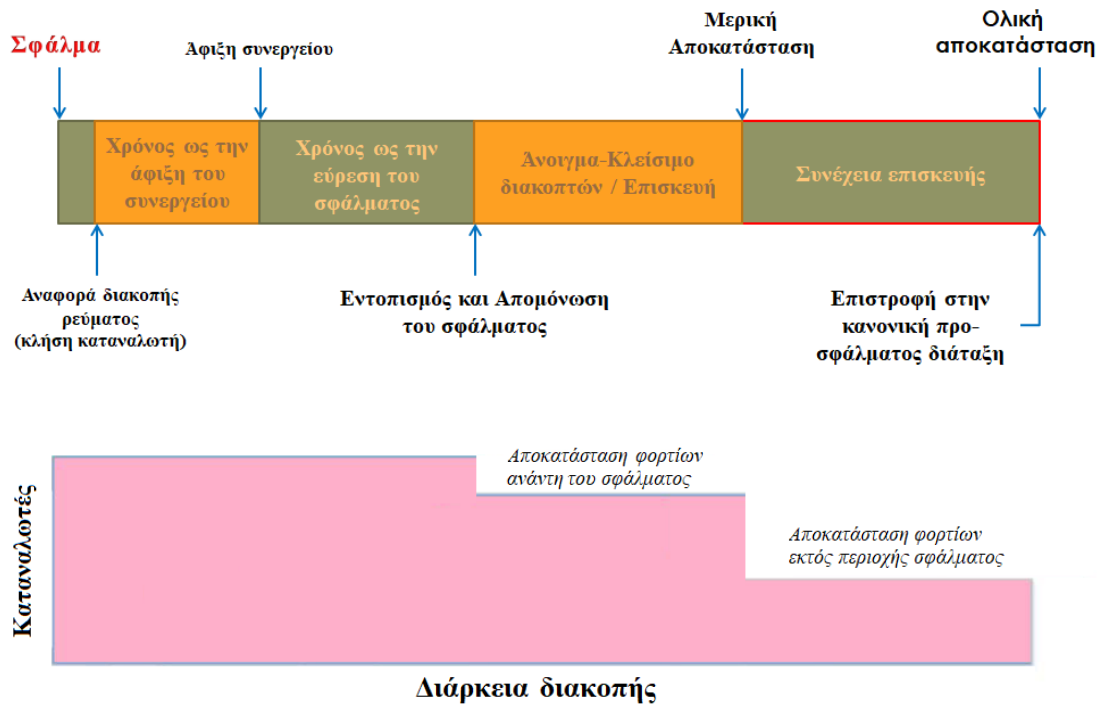 Σφάλμα
Άφιξη συνεργείου
Μερική
Αποκατάσταση
Ολική
αποκατάσταση
Χρόνος ως την
άφιξη του
συνεργείου
Χρόνος ως την
εύρεση του
σφάλματος
Άνοιγμα-Κλείσιμο
διακοπτών / Επισκευή
Συνέχεια επισκευής
Αναφορά διακοπής
ρεύματος
(κλήση καταναλωτή)
Εντοπισμός και Απομόνωση
του σφάλματος
Επιστροφή στην
κανονική προ-
σφάλματος διάταξη
Αποκατάσταση φορτίων
ανάντη του σφάλματος
Αποκατάσταση φορτίων
εκτός περιοχής σφάλματος
Καταναλωτές
Διάρκεια διακοπής